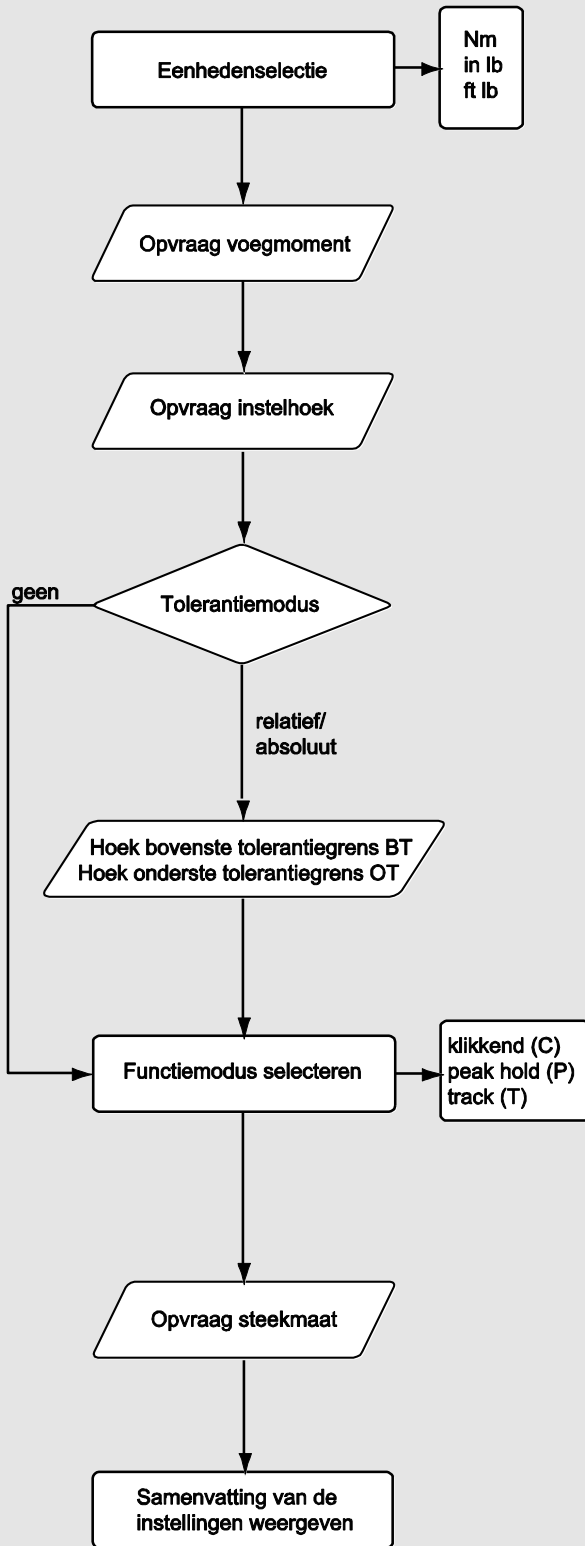 Eenhedenselectie
Nm
in lb
ft lb
Opvraag voegmoment
Opvraag instelhoek
geen
Tolerantiemodus
relatief/
absoluut
Hoek bovenste tolerantiegrens BT
Hoek onderste tolerantiegrens OT
Functiemodus selecteren
klikkend (C)
peak hold (P)
track (T)
Opvraag steekmaat
Samenvatting van de
instellingen weergeven